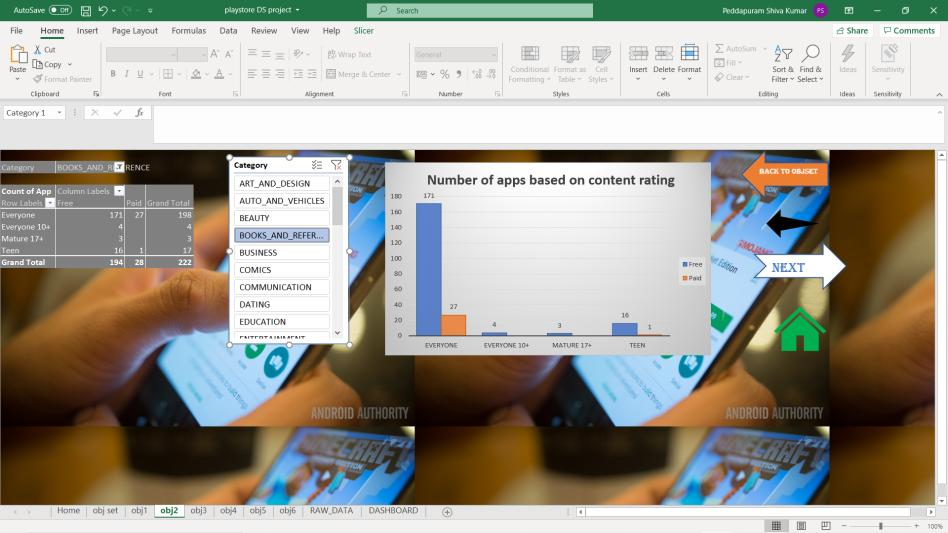 AutoSave Off playstore DS project Search Peddapuram Shiva Kumar PS
File Home Insert Page Layout Formulas Data Review View Help Slicer Share Comments
Cut
Copy
Format Painter
Paste
B I U A A
Wrap Text
Merge & Center
General
% 9
Conditional Formatting
Format as Table
Cell Styles
Insert Delete Format
AutoSum
Fill
Clear
Sort & Filter
Find & Select
Ideas
Sensitivity
Clipboard Font Alignment Number Styles Cells Editing Ideas Sensitivity
Category 1 fx
Category BOOKS_AND_REFERENCE
Count of App Column Labels
Row Labels Free Paid Grand Total
Everyone 171 27 198
Everyone 10+ 4 4
Mature 17+ 3 3
Teen 16 1 17
Grand Total 194 28 222
Category
ART_AND_DESIGN
AUTO_AND_VEHICLES
BEAUTY
BOOKS_AND_REFER...
BUSINESS
COMICS
COMMUNICATION
DATING
EDUCATION
ENTERTAINMENT
Number of apps based on content rating
180
160
140
120
100
80
60
40
20
0
171
27
4
3
16
1
EVERYONE EVERYONE 10+ MATURE 17+ TEEN
Free
Paid
BACK TO OBJSET
NEXT
MOJANG
Edition
ANDROID AUTHORITY
ANDROID AUTHORITY
MINECRAFT
MINECRAFT
Home obj set obj1 obj2 obj3 obj4 obj5 obj6 RAW_DATA DASHBOARD
100%